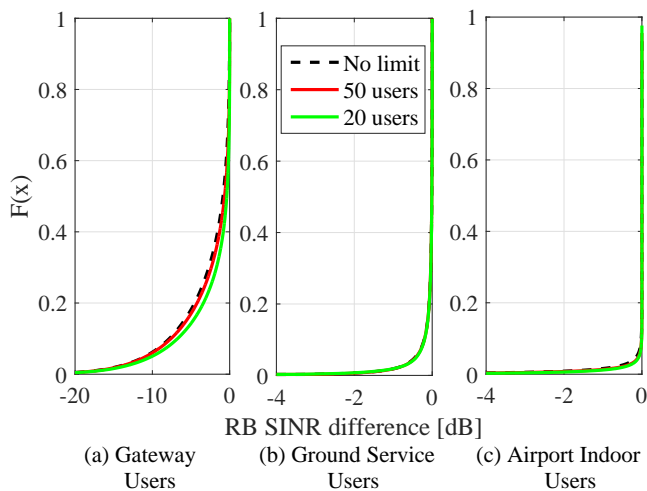 1
0.8
0.6
0.4
0.2
0
-20
-10
0
F(x)
1
0.8
0.6
0.4
0.2
0
-4
-2
0
No limit
50 users
20 users
1
0.8
0.6
0.4
0.2
0
-4
-2
0
RB SINR difference [dB]
(a) Gateway
Users
(b) Ground Service
Users
(c) Airport Indoor
Users